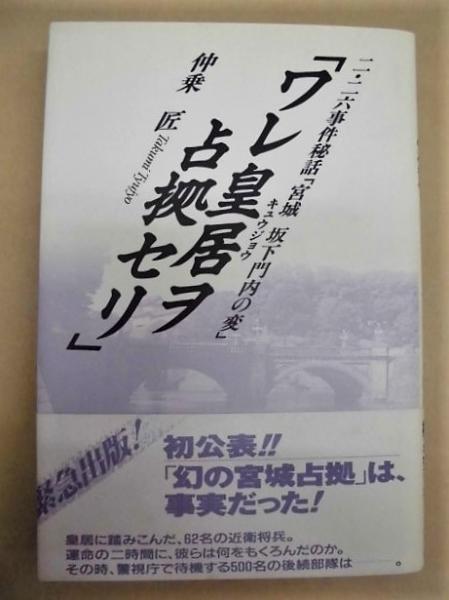 二・二六事件秘話「宮城 坂下門内の変」
キュウジョウ
「ワレ皇居ヲ
占拠セリ」
仲乗 匠
Takumi Tyujyo
緊急出版!
初公表!!
「幻の宮城占拠」は、
事実だった!
皇居に踏みこんだ、62名の近衛将兵。
運命の二時間に、彼らは何をもくろんだのか。
その時、警視庁で待機する500名の後続部隊は――。